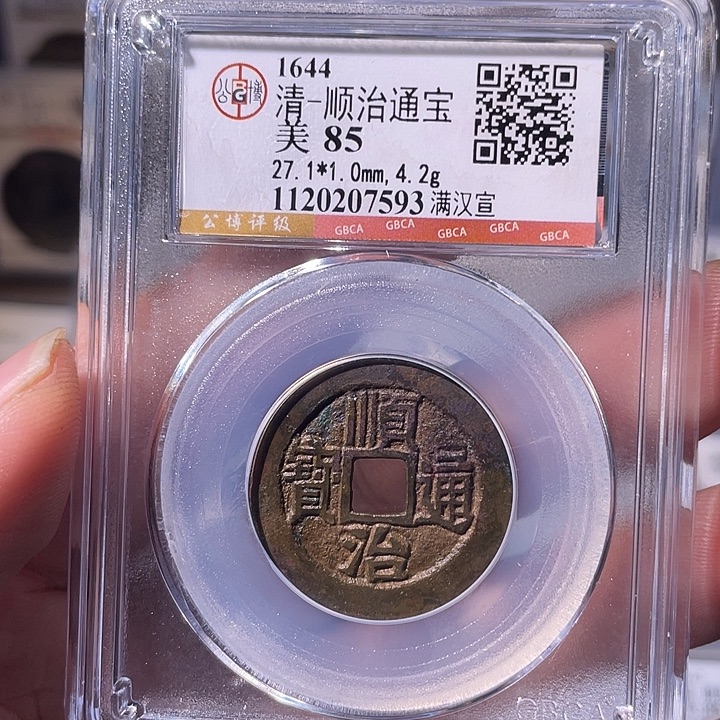 1644
清-顺治通宝
美 85
27.1*1.0mm, 4.2g
1120207593 满汉宣
公博评级 GBCA GBCA GBCA GBCA GBCA
順治通寶